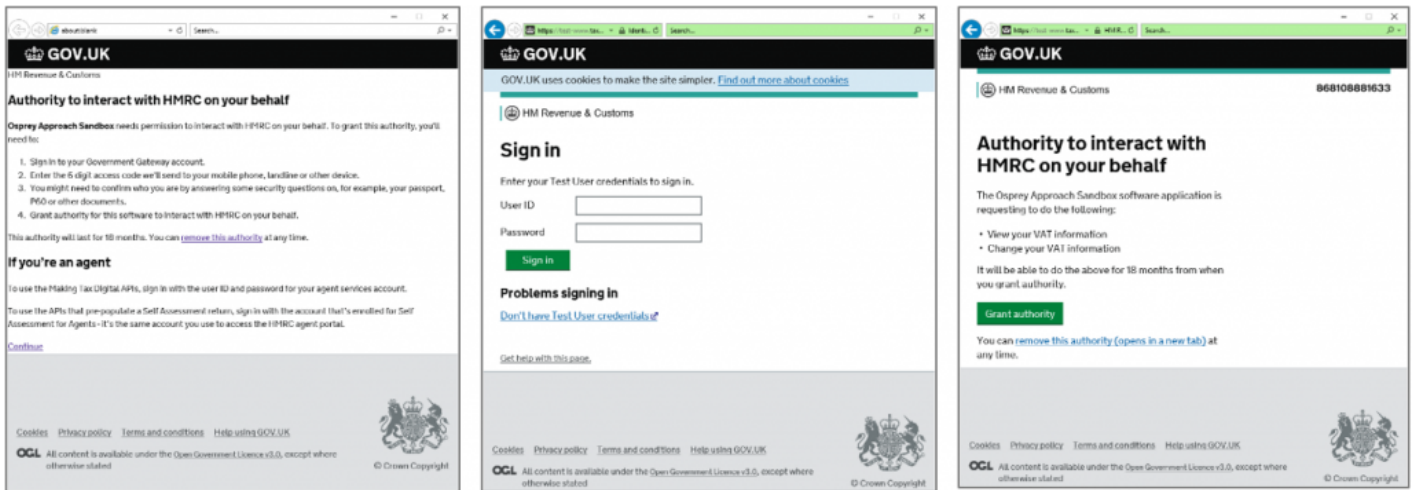 about:blank
Search...
GOV.UK
HM Revenue & Customs
Authority to interact with HMRC on your behalf
Osprey Approach Sandbox needs permission to interact with HMRC on your behalf. To grant this authority, you'll
need to:
1. Sign in to your Government Gateway account.
2. Enter the 6 digit access code we'll send to your mobile phone, landline or other device.
3. You might need to confirm who you are by answering some security questions on, for example, your passport,
P60 or other documents.
4. Grant authority for this software to interact with HMRC on your behalf.
This authority will last for 18 months. You can remove this authority at any time.
If you're an agent
To use the Making Tax Digital APIs, sign in with the user ID and password for your agent services account.
To use the APIs that pre-populate a Self Assessment return, sign in with the account that's enrolled for Self
Assessment for Agents - it's the same account you use to access the HMRC agent portal.
Continue
Cookies Privacy policy Terms and conditions Help using GOV.UK
OGL All content is available under the Open Government Licence v3.0, except where
otherwise stated
© Crown Copyright
Search...
GOV.UK
GOV.UK uses cookies to make the site simpler. Find out more about cookies
HM Revenue & Customs
Sign in
Enter your Test User credentials to sign in.
User ID
Password
Sign in
Problems signing in
Don't have Test User credentials
Get help with this page.
Cookies Privacy policy Terms and conditions Help using GOV.UK
OGL All content is available under the Open Government Licence v3.0, except where
otherwise stated
© Crown Copyright
Search...
GOV.UK
HM Revenue & Customs 868108881633
Authority to interact with
HMRC on your behalf
The Osprey Approach Sandbox software application is
requesting to do the following:
• View your VAT information
• Change your VAT information
It will be able to do the above for 18 months from when
you grant authority.
Grant authority
You can remove this authority (opens in a new tab) at
any time.
Cookies Privacy policy Terms and conditions Help using GOV.UK
OGL All content is available under the Open Government Licence v3.0, except where
otherwise stated
© Crown Copyright